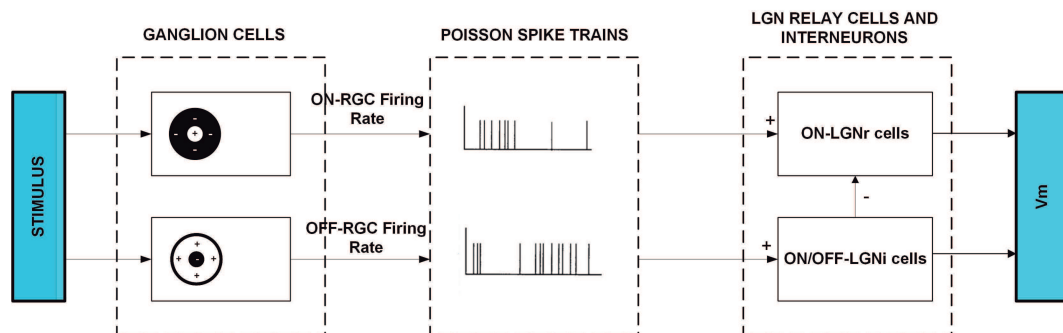 GANGLION CELLS
POISSON SPIKE TRAINS
LGN RELAY CELLS AND
INTERNEURONS
STIMULUS
- + - - -
ON-RGC Firing
Rate
+
ON-LGNr cells
-
+ + - + +
OFF-RGC Firing
Rate
+
ON/OFF-LGNi cells
Vm